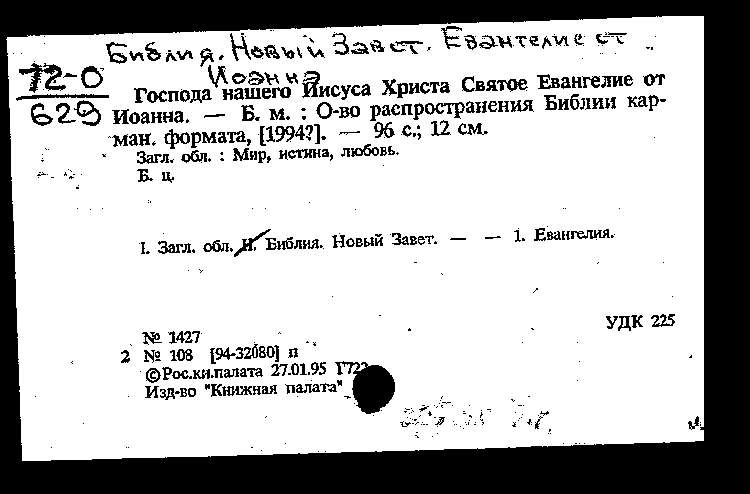 Библия. Новый Завет. Евангелие от
Иоанна
72-0
629
Господа нашего Иисуса Христа Святое Евангелие от
Иоанна. — Б. м. : О-во распространения Библии кар-
ман. формата, [1994?]. — 96 с.; 12 см.
Загл. обл. : Мир, истина, любовь.
Б. ц.
I. Загл. обл. II. Библия. Новый Завет. — — 1. Евангелия.
УДК 225
№ 1427
2 № 108 [94-32080] п
©Рос.кн.палата 27.01.95 Г722
Изд-во "Книжная палата"